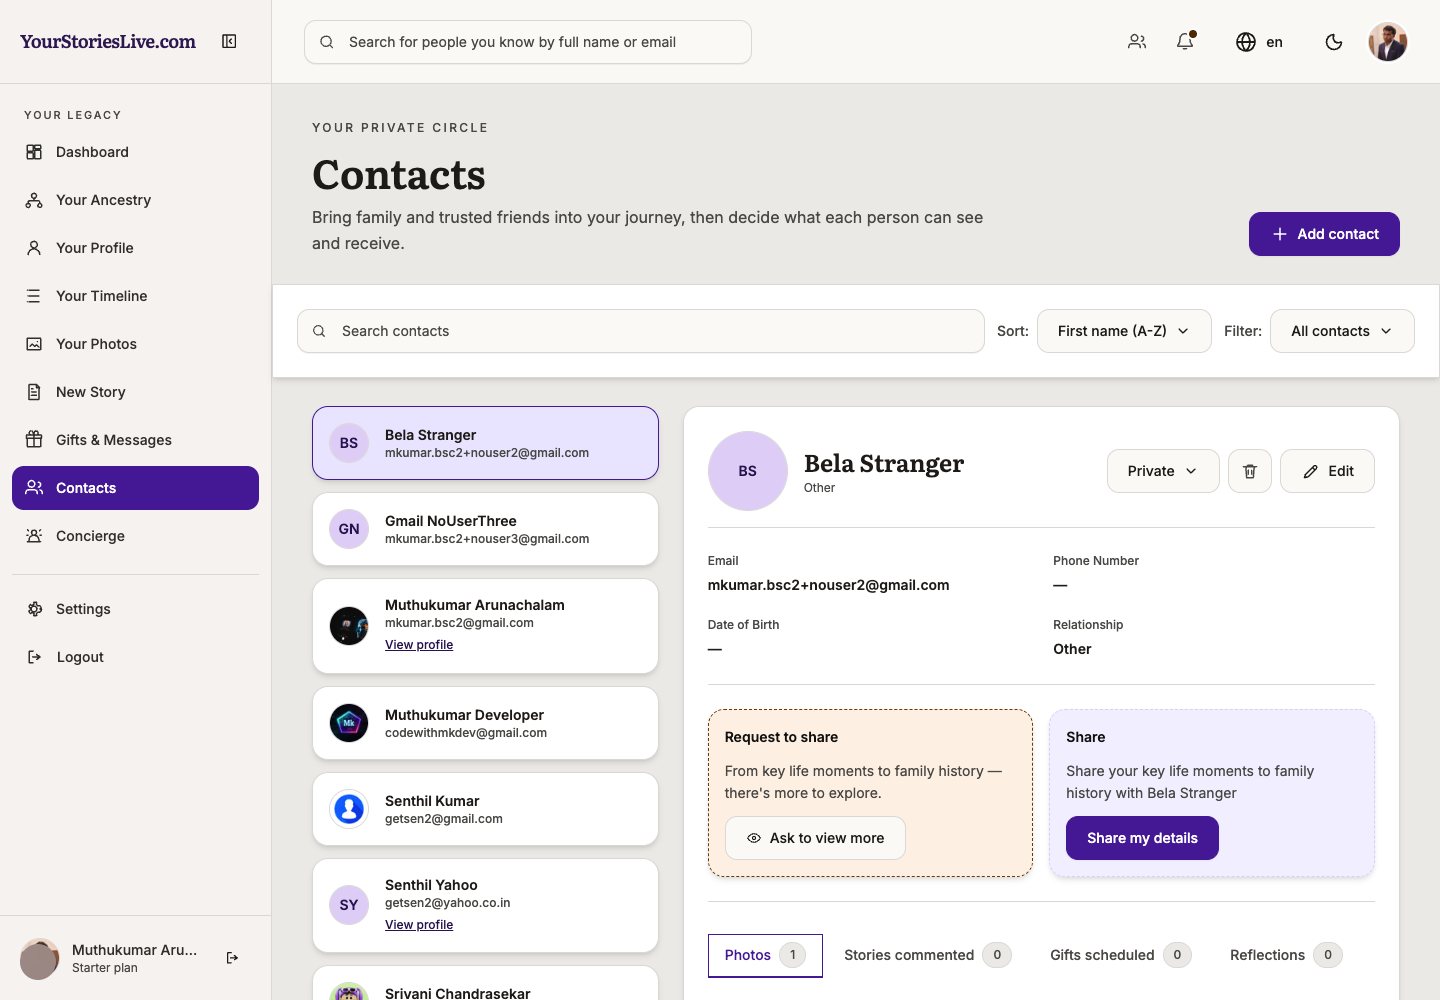 YourStoriesLive.com
Search for people you know by full name or email
en
YOUR LEGACY
Dashboard
Your Ancestry
Your Profile
Your Timeline
Your Photos
New Story
Gifts & Messages
Contacts
Concierge
Settings
Logout
Muthukumar Aru...
Starter plan
YOUR PRIVATE CIRCLE
Contacts
Bring family and trusted friends into your journey, then decide what each person can see
and receive.
Add contact
Search contacts
Sort:
First name (A-Z)
Filter:
All contacts
BS
Bela Stranger
mkumar.bsc2+nouser2@gmail.com
GN
Gmail NoUserThree
mkumar.bsc2+nouser3@gmail.com
Muthukumar Arunachalam
mkumar.bsc2@gmail.com
View profile
Mk
Muthukumar Developer
codewithmkdev@gmail.com
Senthil Kumar
getsen2@gmail.com
SY
Senthil Yahoo
getsen2@yahoo.co.in
View profile
Srivani Chandrasekar
BS
Bela Stranger
Other
Private
Edit
Email
mkumar.bsc2+nouser2@gmail.com
Phone Number
—
Date of Birth
—
Relationship
Other
Request to share
From key life moments to family history —
there's more to explore.
Ask to view more
Share
Share your key life moments to family
history with Bela Stranger
Share my details
Photos 1
Stories commented 0
Gifts scheduled 0
Reflections 0